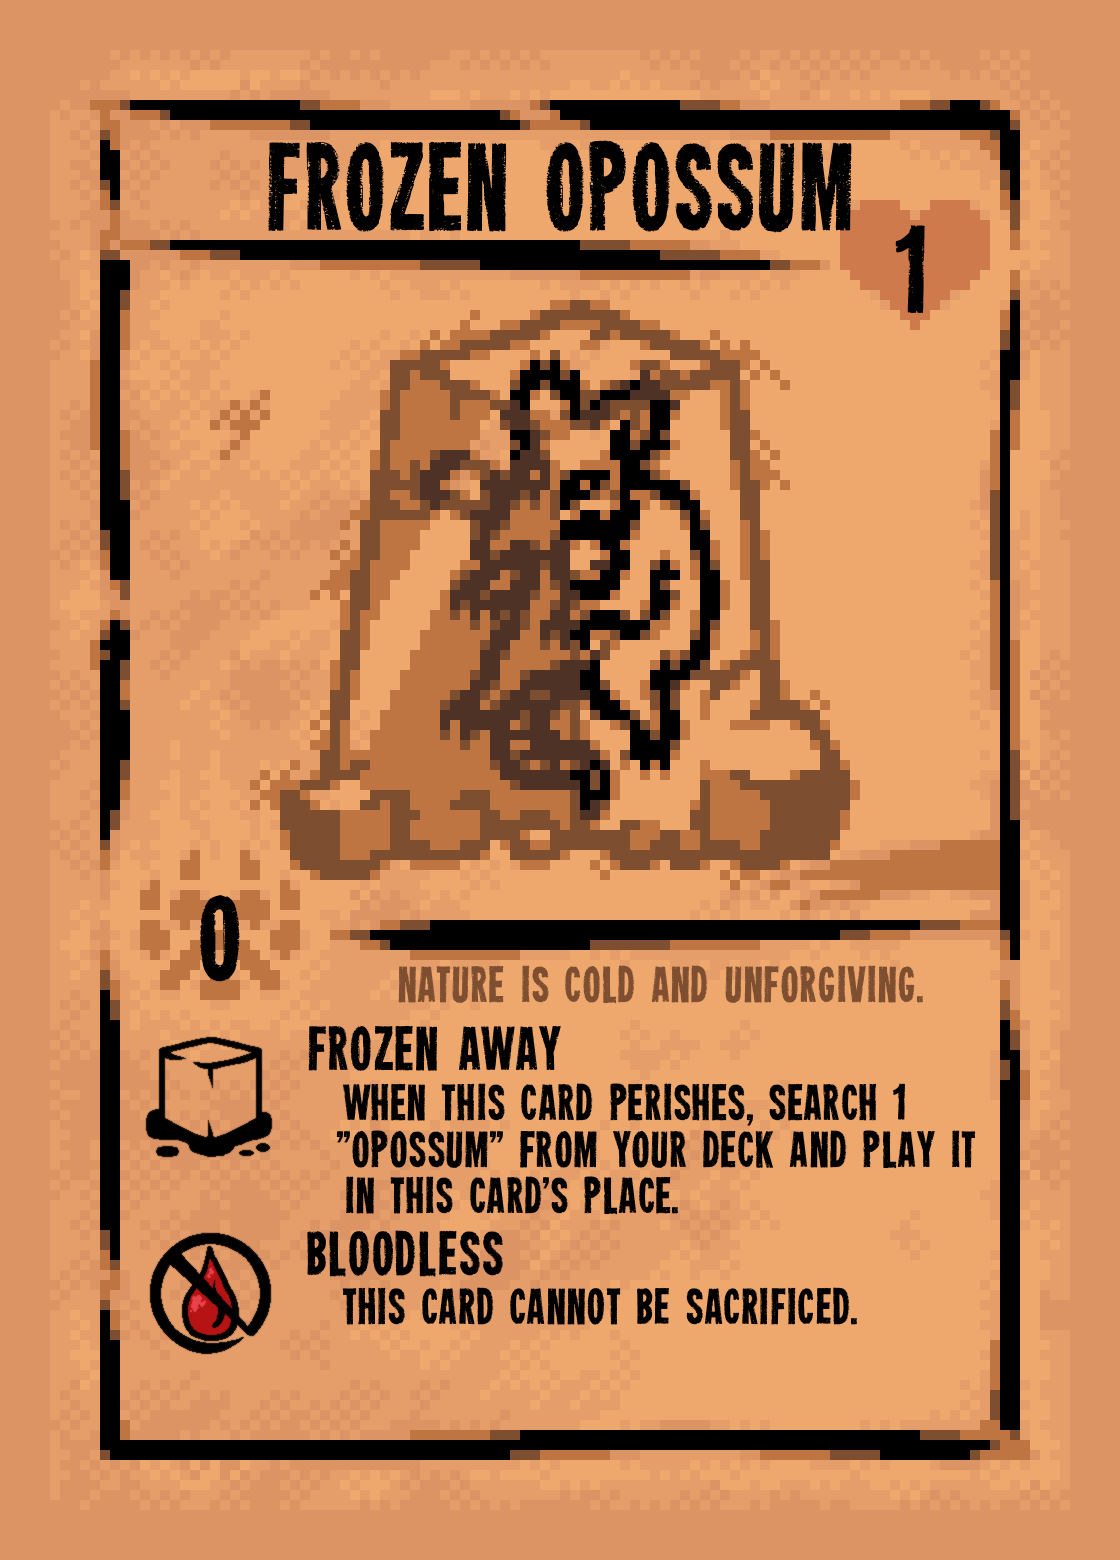 FROZEN OPOSSUM
1
0
NATURE IS COLD AND UNFORGIVING.
FROZEN AWAY
WHEN THIS CARD PERISHES, SEARCH 1
"OPOSSUM" FROM YOUR DECK AND PLAY IT
IN THIS CARD'S PLACE.
BLOODLESS
THIS CARD CANNOT BE SACRIFICED.